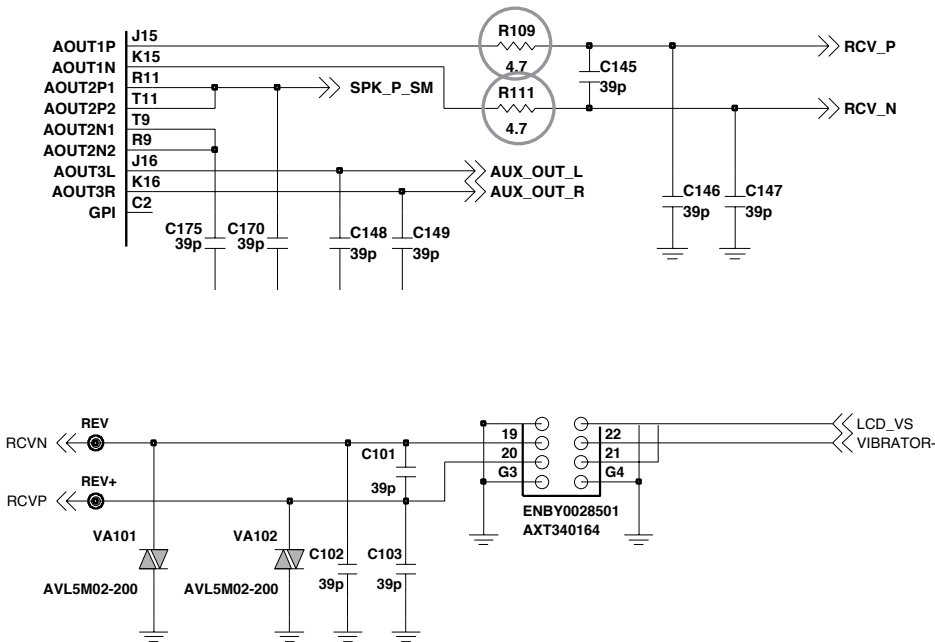 AOUT1P J15
AOUT1N K15
AOUT2P1 R11
AOUT2P2 T11
AOUT2N1 T9
AOUT2N2 R9
AOUT3L J16
AOUT3R K16
GPI C2
SPK_P_SM
AUX_OUT_L
AUX_OUT_R
R109
4.7
R111
4.7
C145
39p
RCV_P
RCV_N
C146
39p
C147
39p
C175
39p
C170
39p
C148
39p
C149
39p
RCVN
REV
RCVP
REV+
VA101
AVL5M02-200
VA102
AVL5M02-200
C101
39p
C102
39p
C103
39p
19
20
G3
22
21
G4
ENBY0028501
AXT340164
LCD_VS
VIBRATOR-